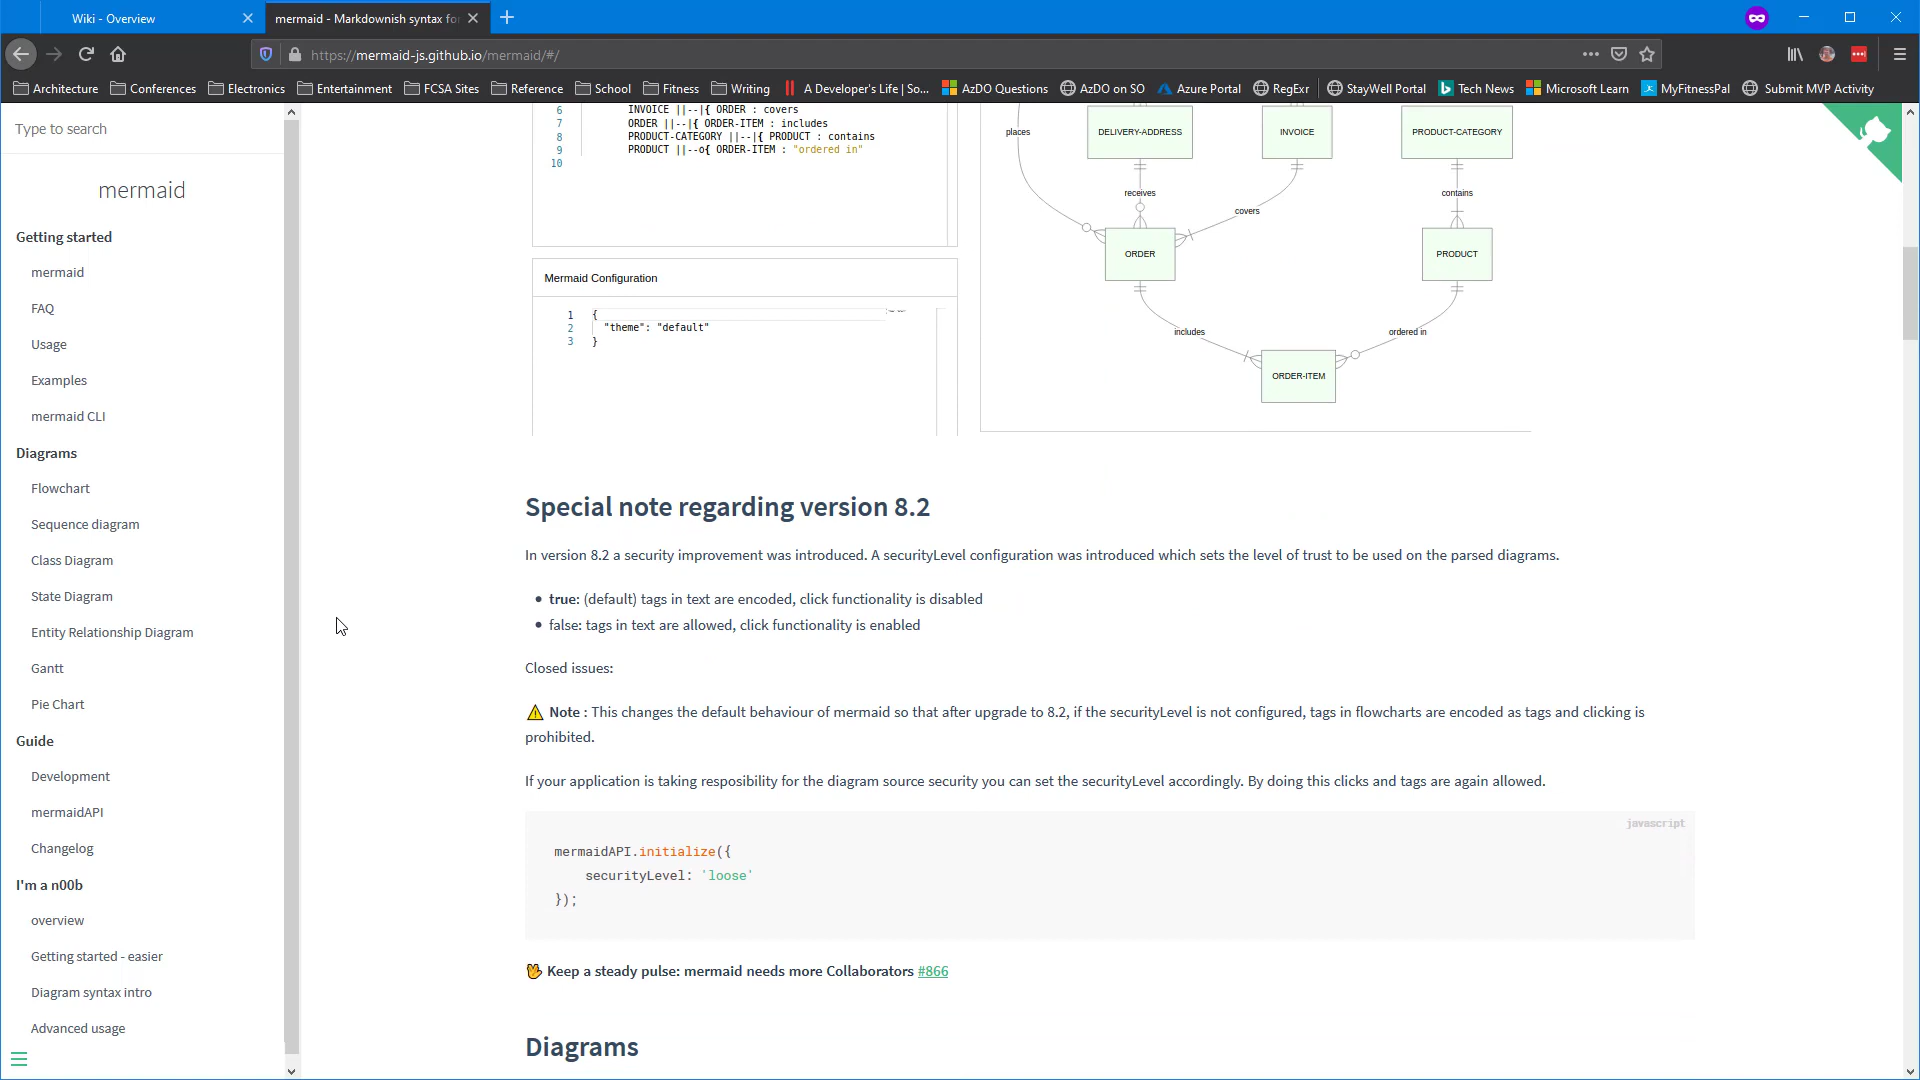 Wiki - Overview
mermaid - Markdownish syntax for
https://mermaid-js.github.io/mermaid/#/
Architecture
Conferences
Electronics
Entertainment
FCSA Sites
Reference
School
Fitness
Writing
A Developer's Life | So...
AzDO Questions
AzDO on SO
Azure Portal
RegExr
StayWell Portal
Tech News
Microsoft Learn
MyFitnessPal
Submit MVP Activity
Type to search
mermaid
Getting started
mermaid
FAQ
Usage
Examples
mermaid CLI
Diagrams
Flowchart
Sequence diagram
Class Diagram
State Diagram
Entity Relationship Diagram
Gantt
Pie Chart
Guide
Development
mermaidAPI
Changelog
I'm a n00b
overview
Getting started - easier
Diagram syntax intro
Advanced usage
6 INVOICE ||--|{ ORDER : covers
7 ORDER ||--|{ ORDER-ITEM : includes
8 PRODUCT-CATEGORY ||--|{ PRODUCT : contains
9 PRODUCT ||--o{ ORDER-ITEM : "ordered in"
10
Mermaid Configuration
1 {
2 "theme": "default"
3 }
places
DELIVERY-ADDRESS
INVOICE
PRODUCT-CATEGORY
receives
covers
contains
ORDER
PRODUCT
includes
ordered in
ORDER-ITEM
Special note regarding version 8.2
In version 8.2 a security improvement was introduced. A securityLevel configuration was introduced which sets the level of trust to be used on the parsed diagrams.
• true: (default) tags in text are encoded, click functionality is disabled
• false: tags in text are allowed, click functionality is enabled
Closed issues:
⚠️ Note : This changes the default behaviour of mermaid so that after upgrade to 8.2, if the securityLevel is not configured, tags in flowcharts are encoded as tags and clicking is
prohibited.
If your application is taking resposibility for the diagram source security you can set the securityLevel accordingly. By doing this clicks and tags are again allowed.
javascript
mermaidAPI.initialize({
securityLevel: 'loose'
});
🖖 Keep a steady pulse: mermaid needs more Collaborators #866
Diagrams